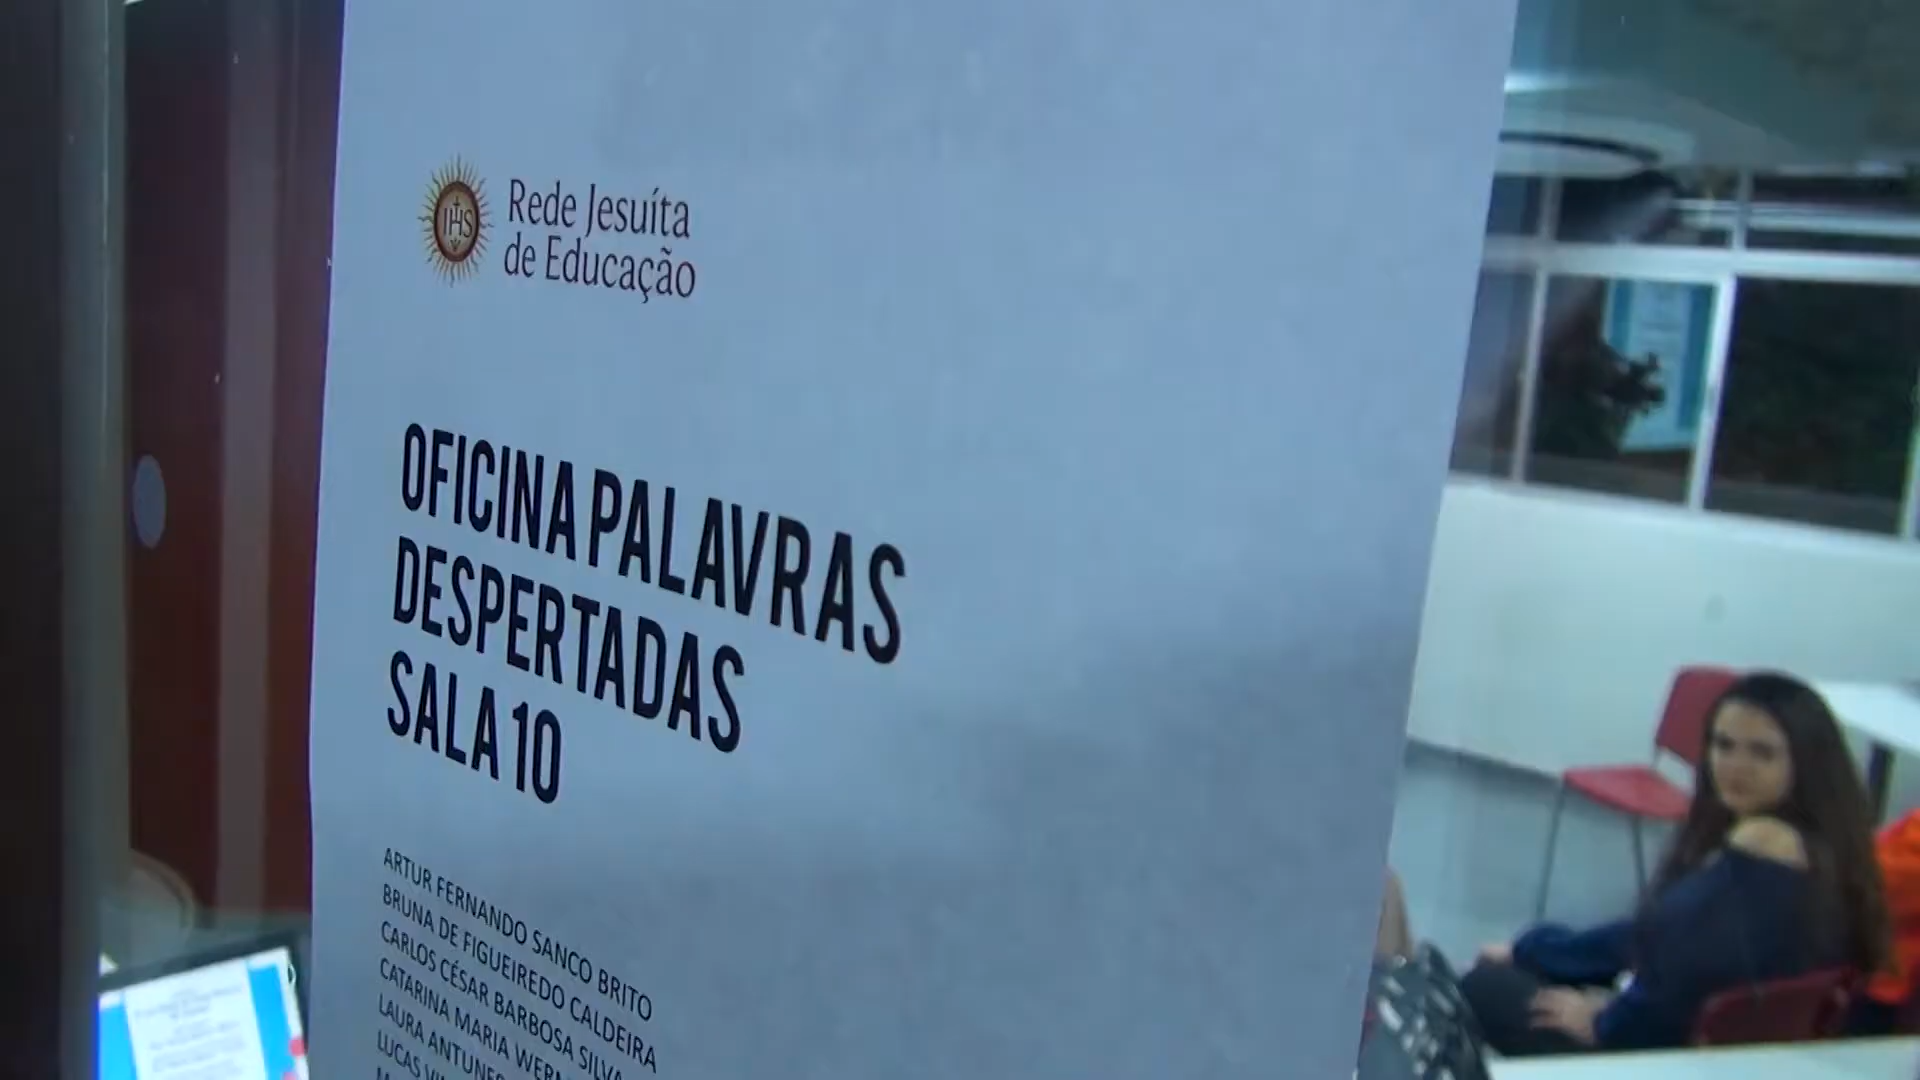 IHS
Rede Jesuíta
de Educação
OFICINA PALAVRAS
DESPERTADAS
SALA 10
ARTUR FERNANDO SANCO BRITO
BRUNA DE FIGUEIREDO CALDEIRA
CARLOS CÉSAR BARBOSA SILVA
CATARINA MARIA
LAURA ANTUNES
LUCAS